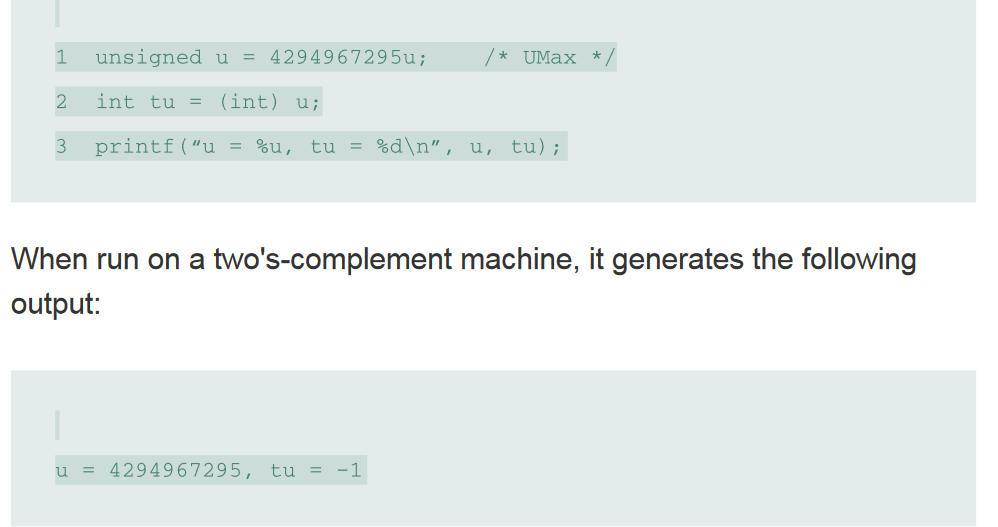 1  unsigned u = 4294967295u;    /* UMax */
2  int tu = (int) u;
3  printf(“u = %u, tu = %d\n”, u, tu);
When run on a two's-complement machine, it generates the following
output:
u = 4294967295, tu = -1